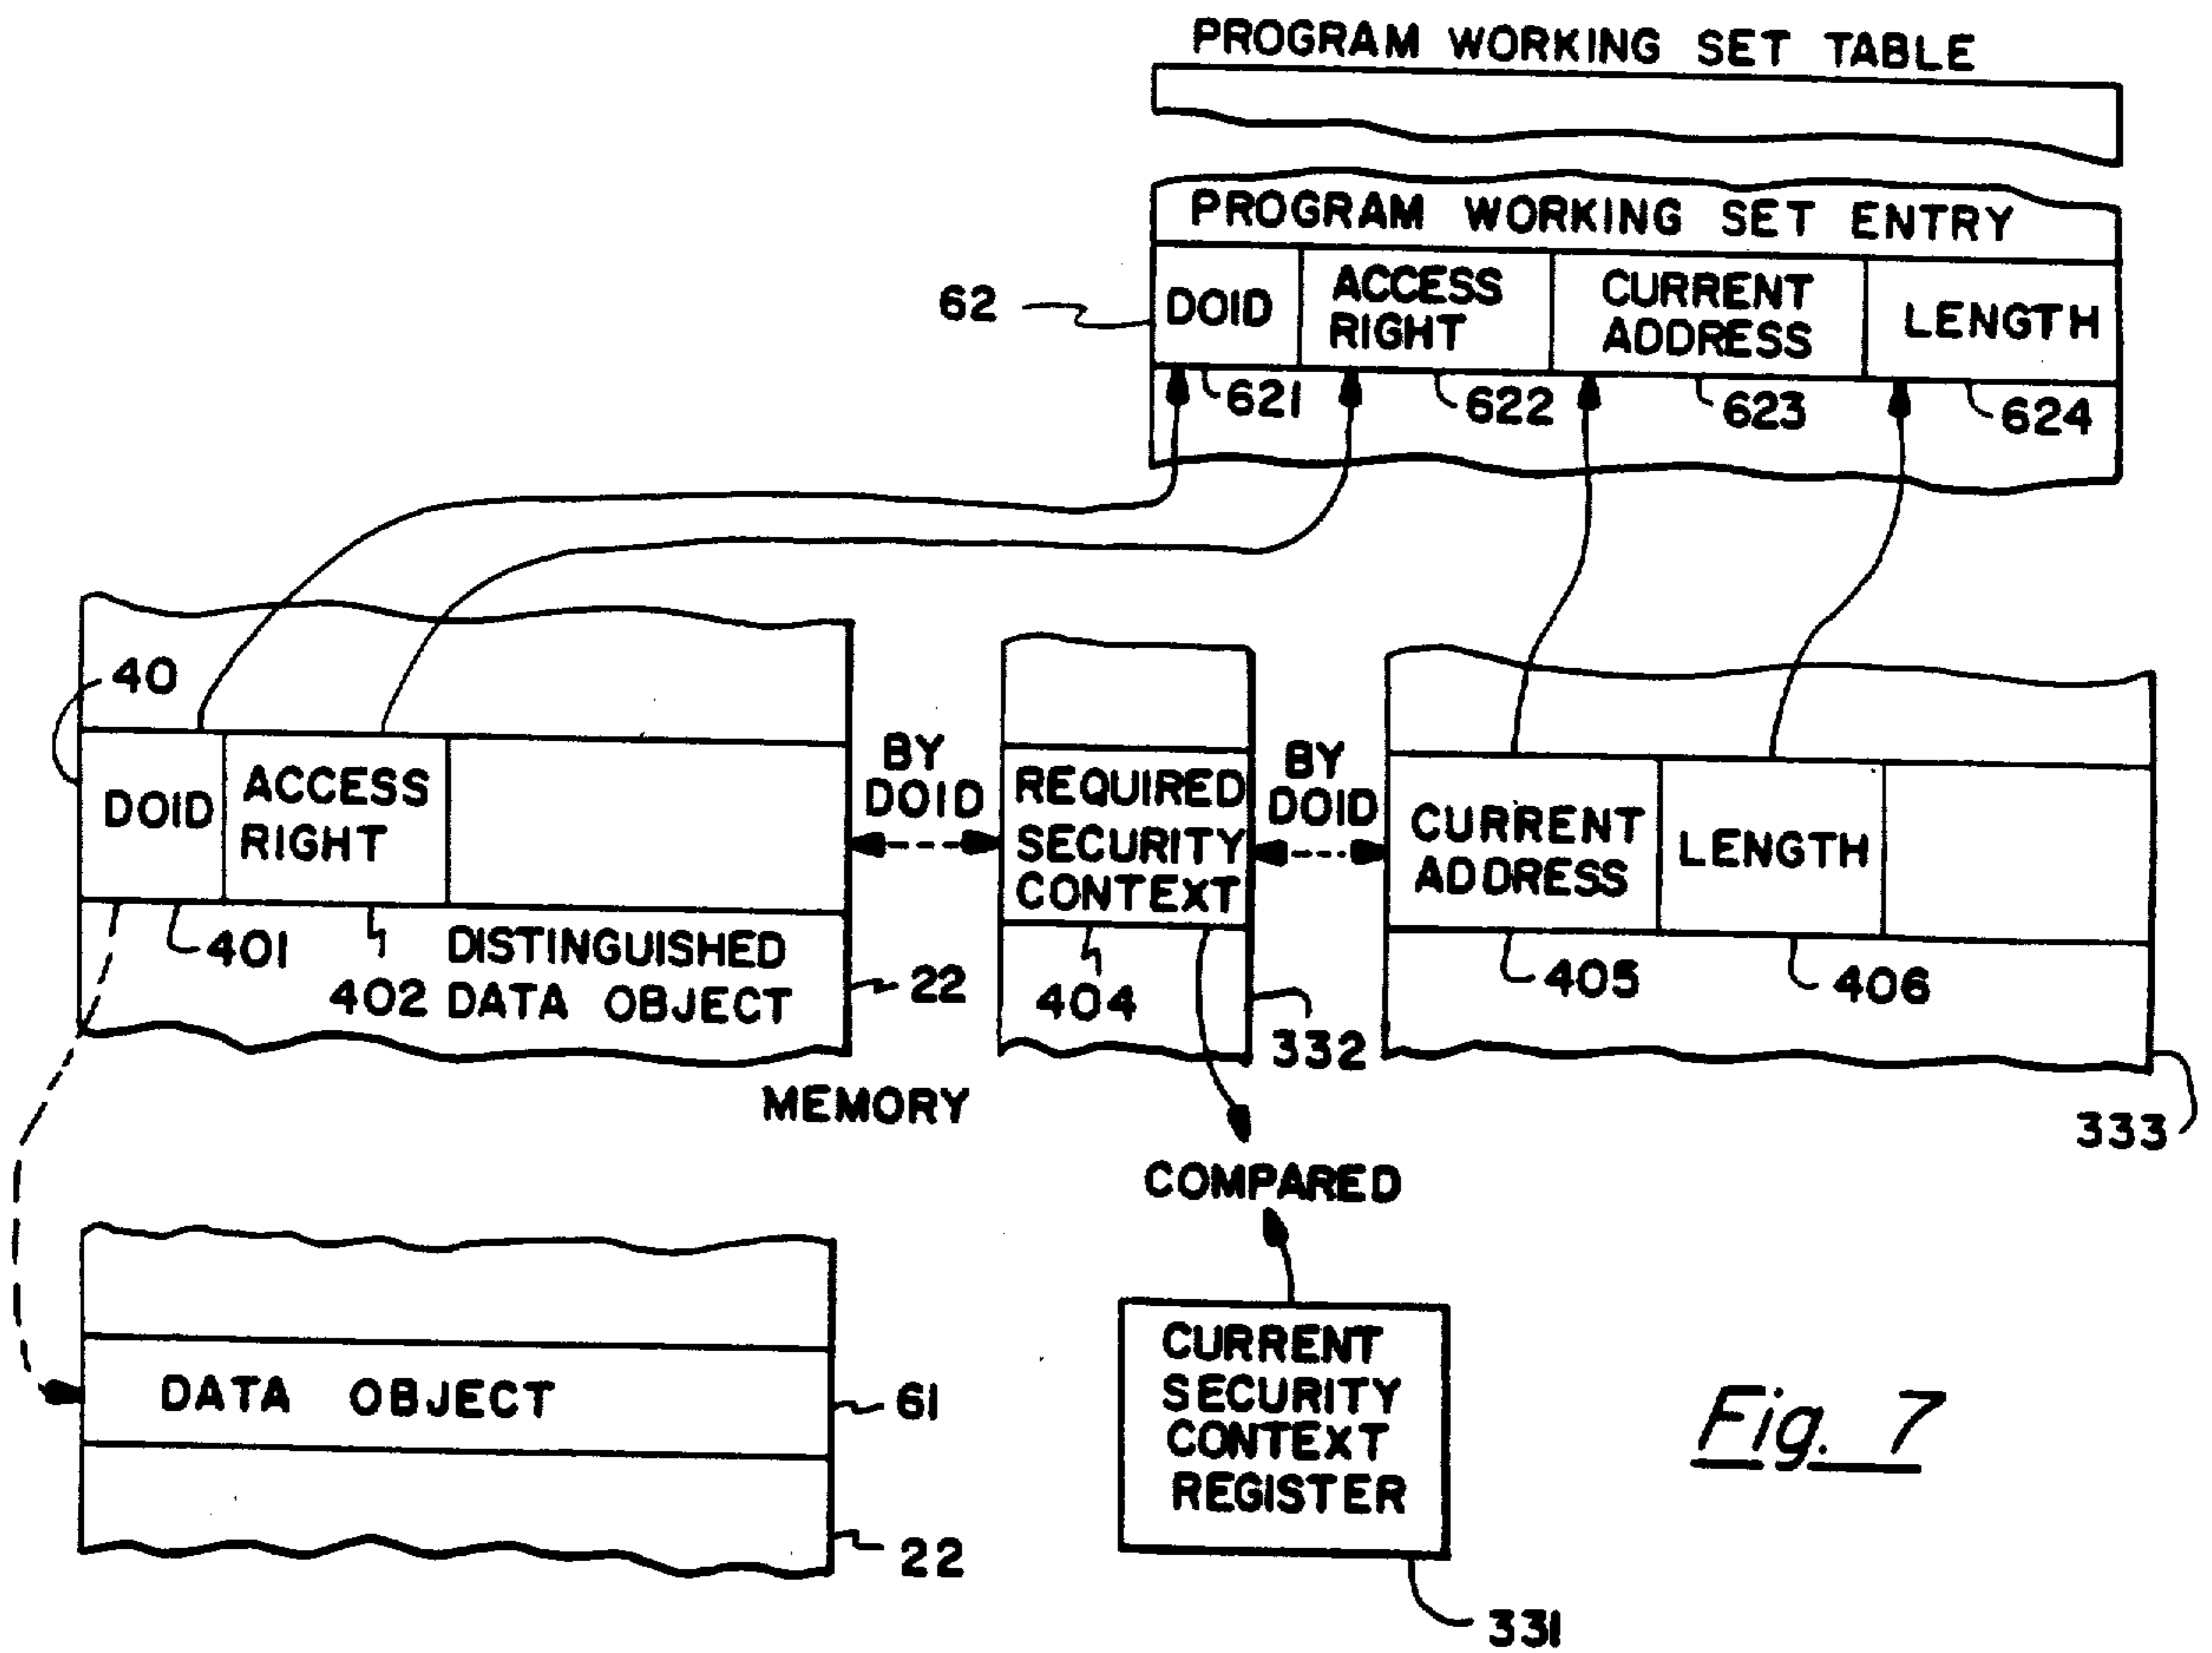 PROGRAM WORKING SET TABLE
PROGRAM WORKING SET ENTRY
62
DOID
ACCESS
RIGHT
CURRENT
ADDRESS
LENGTH
621
622
623
624
40
DOID
ACCESS
RIGHT
BY
DOID
REQUIRED
SECURITY
CONTEXT
BY
DOID
CURRENT
ADDRESS
LENGTH
401
402
DISTINGUISHED
DATA OBJECT
22
404
332
405
406
333
MEMORY
COMPARED
DATA OBJECT
61
22
CURRENT
SECURITY
CONTEXT
REGISTER
331
Fig. 7